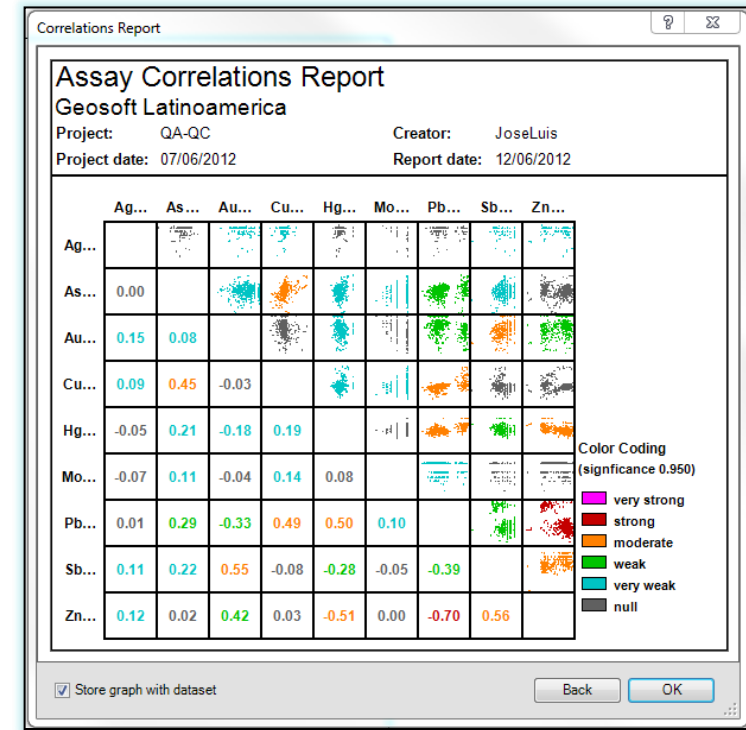 Correlations Report
Assay Correlations Report
Geosoft Latinoamerica
Project: QA-QC Creator: JoseLuis
Project date: 07/06/2012 Report date: 12/06/2012
Ag... As... Au... Cu... Hg... Mo... Pb... Sb... Zn...
Ag...
As... 0.00
Au... 0.15 0.08
Cu... 0.09 0.45 -0.03
Hg... -0.05 0.21 -0.18 0.19
Mo... -0.07 0.11 -0.04 0.14 0.08
Pb... 0.01 0.29 -0.33 0.49 0.50 0.10
Sb... 0.11 0.22 0.55 -0.08 -0.28 -0.05 -0.39
Zn... 0.12 0.02 0.42 0.03 -0.51 0.00 -0.70 0.56
Color Coding
(signficance 0.950)
very strong
strong
moderate
weak
very weak
null
Store graph with dataset
Back OK